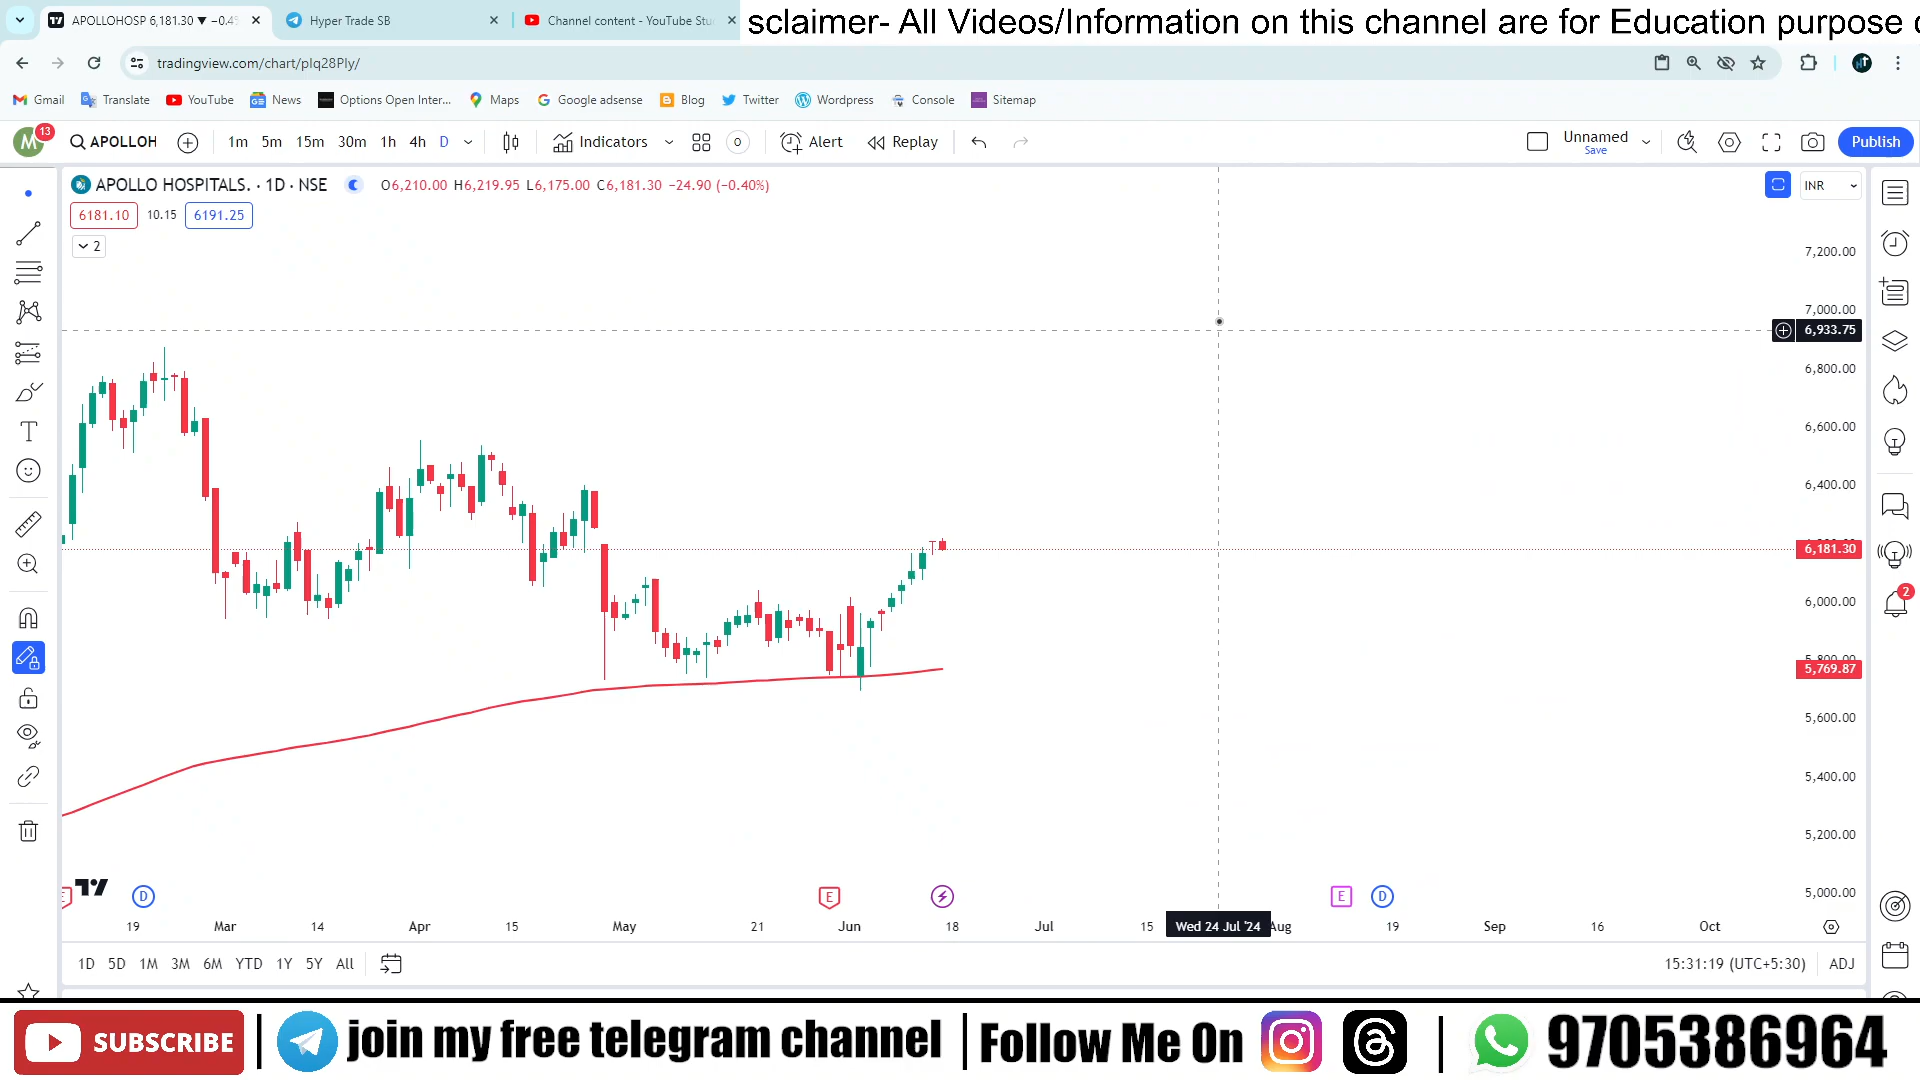 APOLLOHOSP 6,181.30 ▼ −0.4
Hyper Trade SB
Channel content - YouTube Stu
sclaimer- All Videos/Information on this channel are for Education purpose
tradingview.com/chart/pIq28Ply/
Gmail Translate YouTube News Options Open Inter... Maps Google adsense Blog Twitter Wordpress Console Sitemap
M 13 APOLLOH 1m 5m 15m 30m 1h 4h D Indicators Alert Replay Unnamed Save Publish
APOLLO HOSPITALS. · 1D · NSE O6,210.00 H6,219.95 L6,175.00 C6,181.30 −24.90 (−0.40%) INR
6181.10 10.15 6191.25
2
7,200.00
7,000.00
6,933.75
6,800.00
6,600.00
6,400.00
6,181.30
6,000.00
5,800.00
5,769.87
5,600.00
5,400.00
5,200.00
5,000.00
E D E E D
19 Mar 14 Apr 15 May 21 Jun 18 Jul 15 Wed 24 Jul '24 Aug 19 Sep 16 Oct
1D 5D 1M 3M 6M YTD 1Y 5Y All 15:31:19 (UTC+5:30) ADJ
2
SUBSCRIBE | join my free telegram channel | Follow Me On | 9705386964